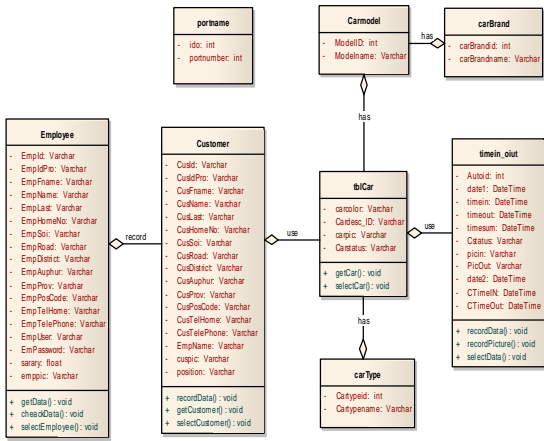 portname
- ido: int
- portnumber: int
Carmodel
- ModelID: int
- Modelname: Varchar
has
carBrand
- carBrandid: int
- carBrandname: Varchar
has
Employee
- EmpId: Varchar
- EmpIdPro: Varchar
- EmpFname: Varchar
- EmpName: Varchar
- EmpLast: Varchar
- EmpHomeNo: Varchar
- EmpSoi: Varchar
- EmpRoad: Varchar
- EmpDistrict: Varchar
- EmpAuphur: Varchar
- EmpProv: Varchar
- EmpPosCode: Varchar
- EmpTelHome: Varchar
- EmpTelePhone: Varchar
- EmpUser: Varchar
- EmPassword: Varchar
- sarary: float
- emppic: Varchar
+ getData() : void
+ cheackData() : void
+ selectEmployee() : void
record
Customer
- CusId: Varchar
- CusIdPro: Varchar
- CusFname: Varchar
- CusName: Varchar
- CusLast: Varchar
- CusHomeNo: Varchar
- CusSoi: Varchar
- CusRoad: Varchar
- CusDistrict: Varchar
- CusAuphur: Varchar
- CusProv: Varchar
- CusPosCode: Varchar
- CusTelHome: Varchar
- CusTelePhone: Varchar
- EmpName: Varchar
- cuspic: Varchar
- position: Varchar
+ recordData() : void
+ getCustomer() : void
+ selectCustomer() : void
use
tblCar
- carcolor: Varchar
- Cardesc_ID: Varchar
- carpic: Varchar
- Carstatus: Varchar
+ getCar() : void
+ selectCar() : void
use
timein_oiut
- Autoid: int
- date1: DateTime
- timein: DateTime
- timeout: DateTime
- timesum: DateTime
- Cstatus: Varchar
- picin: Varchar
- PicOut: Varchar
- date2: DateTime
- CTimeIN: DateTime
- CTimeOut: DateTime
+ recordData() : void
+ recordPicture() : void
+ selectData() : void
has
carType
- Cartypeid: int
- Cartypename: Varchar